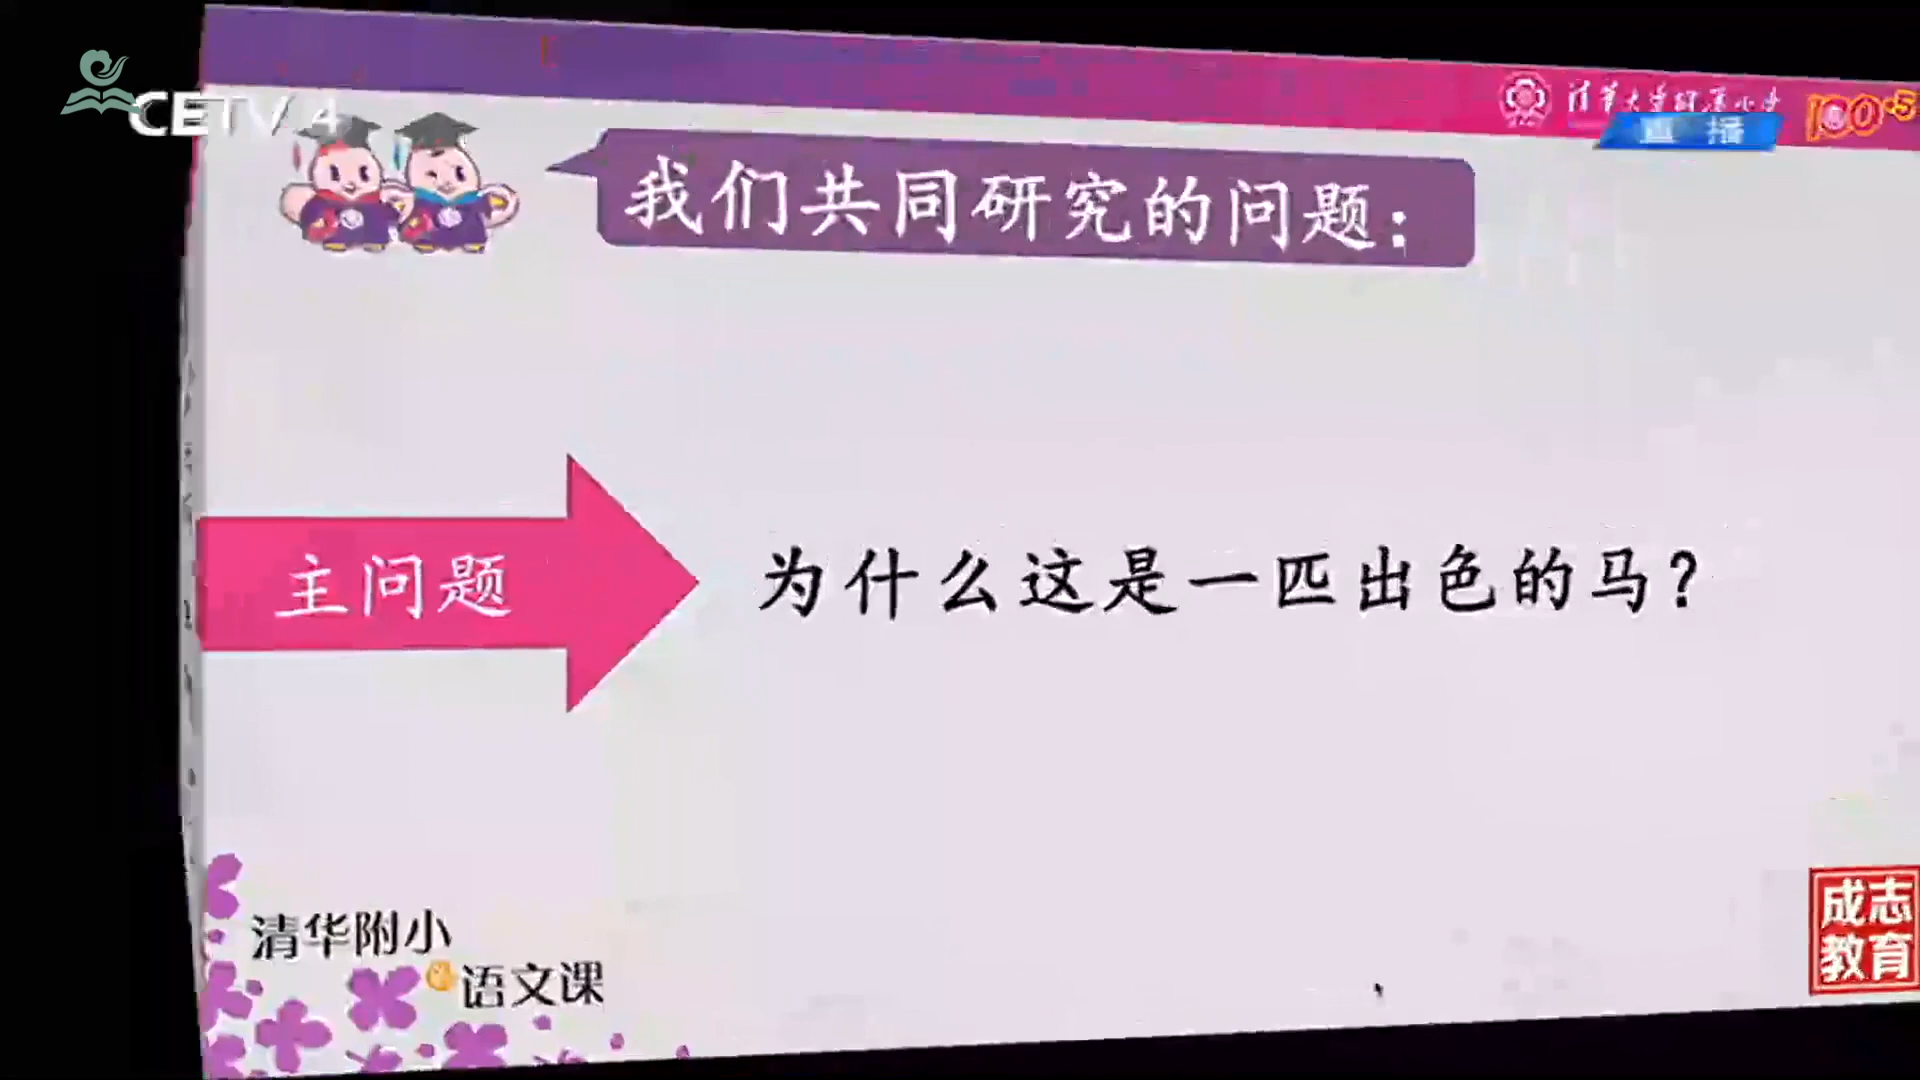 CETV 4
清华大学附属小学
100·5
直播
我们共同研究的问题：
主问题
为什么这是一匹出色的马？
清华附小
语文课
成志
教育